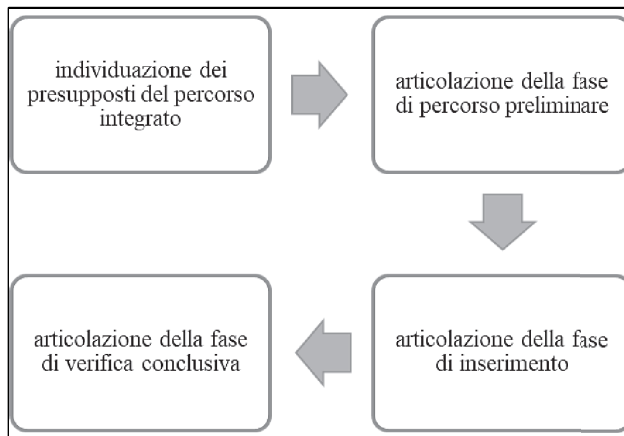 individuazione dei
presupposti del percorso
integrato
articolazione della fase
di percorso preliminare
articolazione della fase
di inserimento
articolazione della fase
di verifica conclusiva